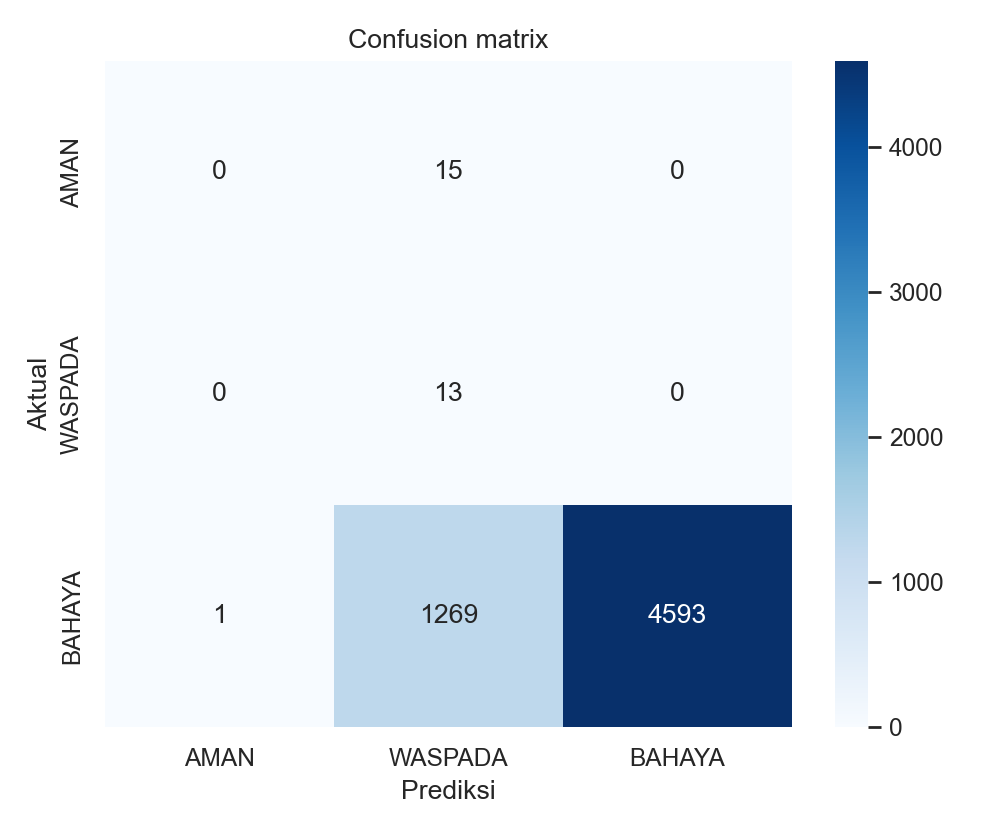 Confusion matrix
AMAN
0 15 0
4000
3000
Aktual
WASPADA
0 13 0
2000
1000
BAHAYA
1 1269 4593
0
AMAN WASPADA BAHAYA
Prediksi